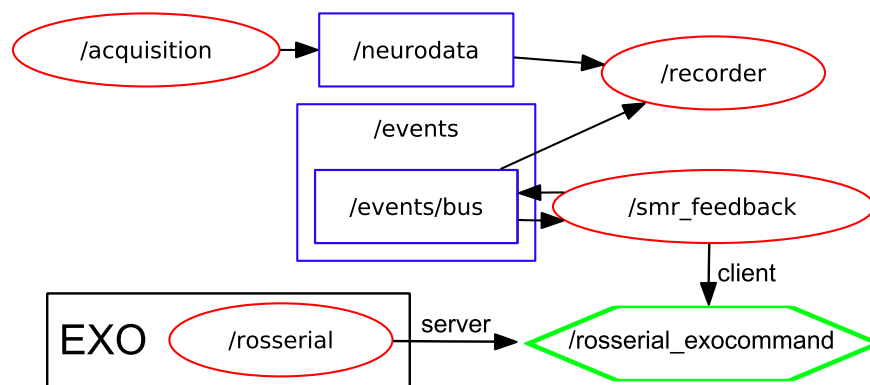 /acquisition
/neurodata
/recorder
/events
/events/bus
/smr_feedback
client
EXO
/rosserial
server
/rosserial_exocommand